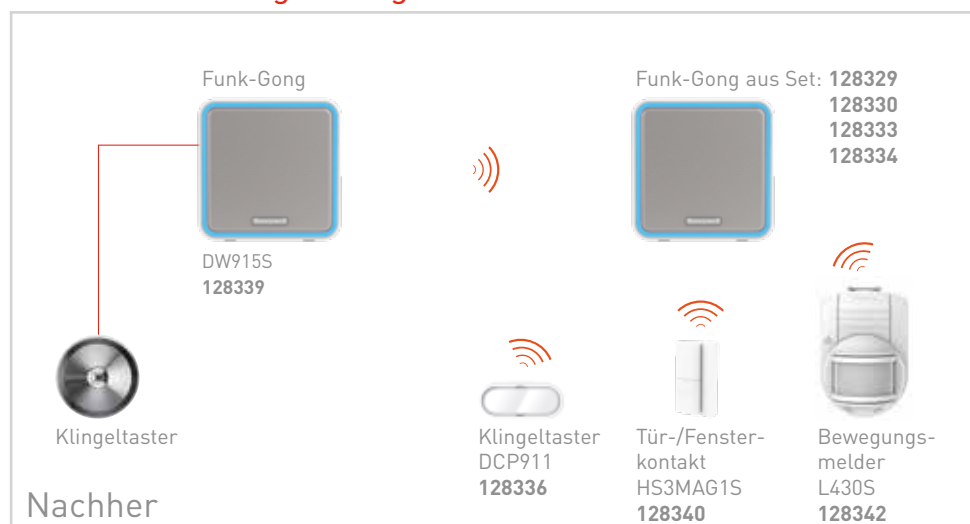 Funk-Gong
Funk-Gong aus Set: 128329
128330
128333
128334
DW915S
128339
Klingeltaster
Klingeltaster
DCP911
128336
Tür-/Fenster-
kontakt
HS3MAG1S
128340
Bewegungs-
melder
L430S
128342
Nachher